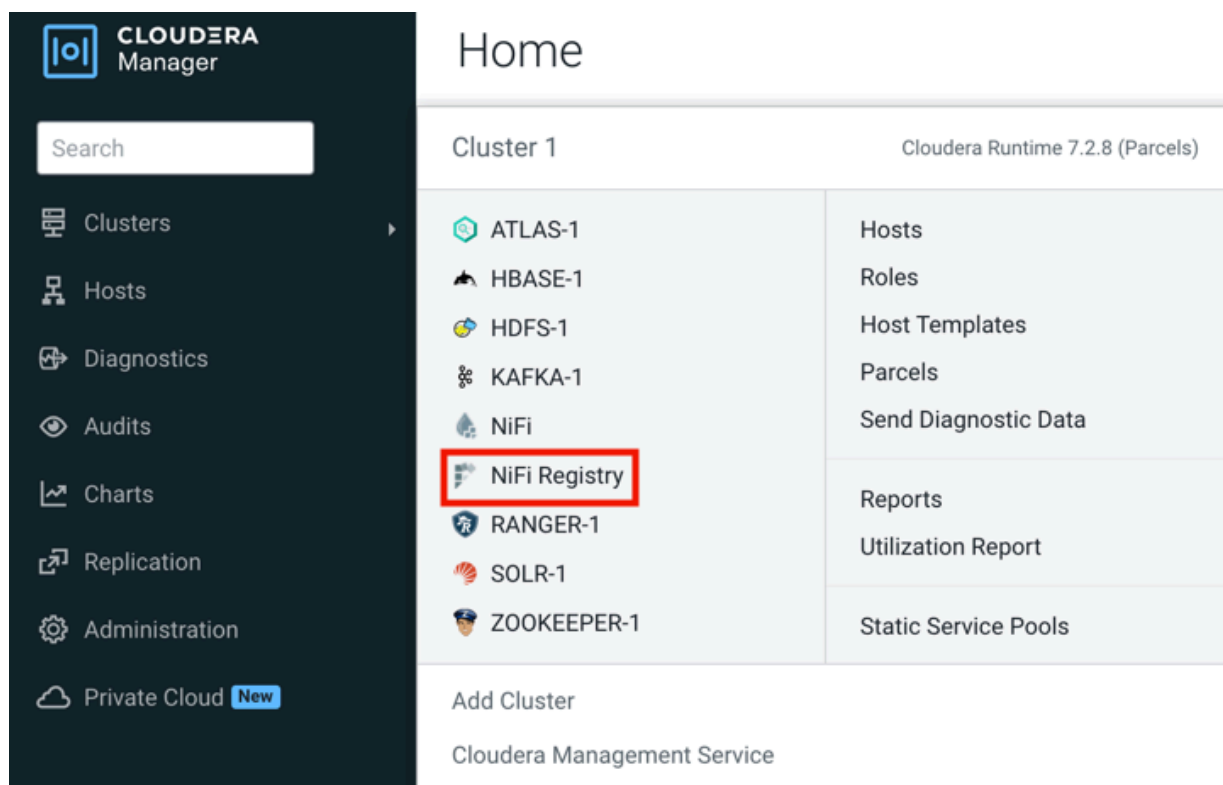 CLOUDERA
Manager
Search
Clusters
Hosts
Diagnostics
Audits
Charts
Replication
Administration
Private Cloud New
Home
Cluster 1
Cloudera Runtime 7.2.8 (Parcels)
ATLAS-1
HBASE-1
HDFS-1
KAFKA-1
NiFi
NiFi Registry
RANGER-1
SOLR-1
ZOOKEEPER-1
Hosts
Roles
Host Templates
Parcels
Send Diagnostic Data
Reports
Utilization Report
Static Service Pools
Add Cluster
Cloudera Management Service